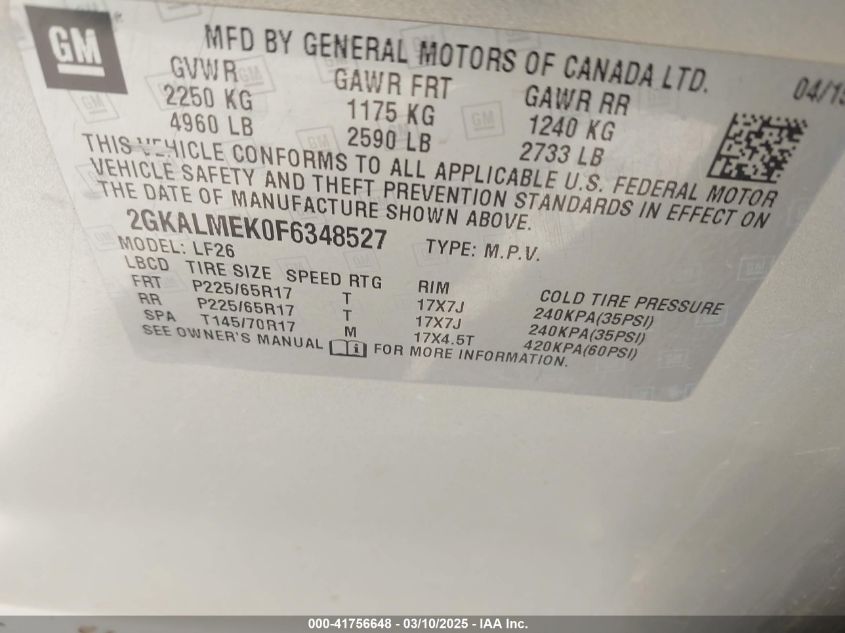 GM
MFD BY GENERAL MOTORS OF CANADA LTD.
04/15
GVWR GAWR FRT GAWR RR
2250 KG 1175 KG 1240 KG
4960 LB 2590 LB 2733 LB
THIS VEHICLE CONFORMS TO ALL APPLICABLE U.S. FEDERAL MOTOR
VEHICLE SAFETY AND THEFT PREVENTION STANDARDS IN EFFECT ON
THE DATE OF MANUFACTURE SHOWN ABOVE.
2GKALMEK0F6348527 TYPE: M.P.V.
MODEL: LF26
LBCD TIRE SIZE SPEED RTG RIM COLD TIRE PRESSURE
FRT P225/65R17 T 17X7J 240KPA(35PSI)
RR P225/65R17 T 17X7J 240KPA(35PSI)
SPA T145/70R17 M 17X4.5T 420KPA(60PSI)
SEE OWNER'S MANUAL i FOR MORE INFORMATION.
000-41756648 - 03/10/2025 - IAA Inc.